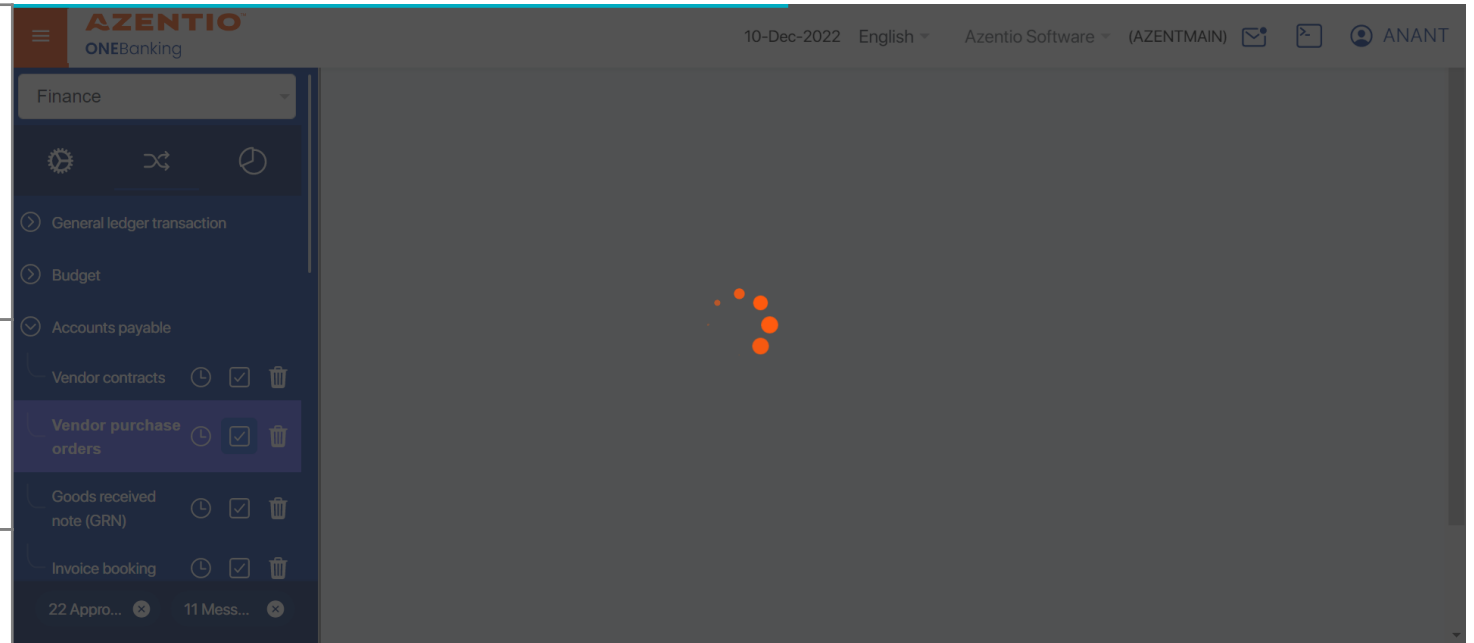 AZENTIO
ONEBanking
10-Dec-2022 English Azentio Software (AZENTMAIN) ANANT
Finance
General ledger transaction
Budget
Accounts payable
Vendor contracts
Vendor purchase
orders
Goods received
note (GRN)
Invoice booking
22 Appro... 11 Mess...